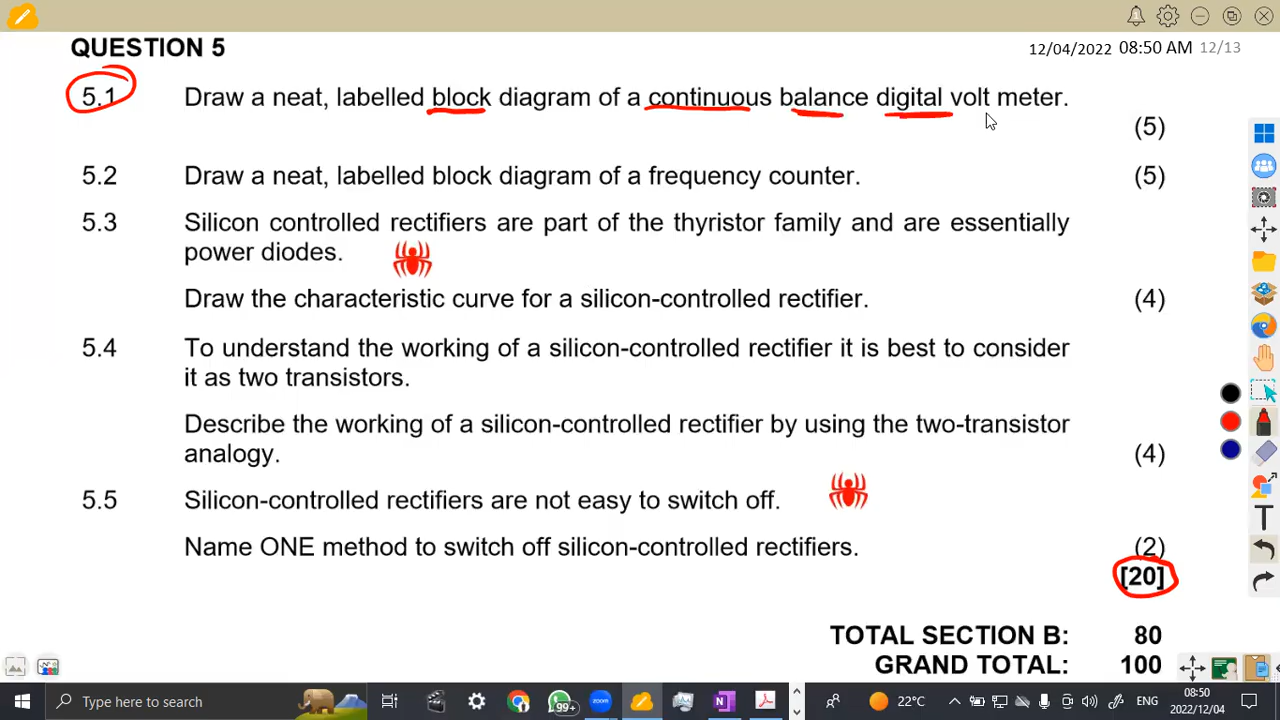 QUESTION 5
12/04/2022 08:50 AM 12/13
5.1 Draw a neat, labelled block diagram of a continuous balance digital volt meter.
(5)
5.2 Draw a neat, labelled block diagram of a frequency counter. (5)
5.3 Silicon controlled rectifiers are part of the thyristor family and are essentially
power diodes.
Draw the characteristic curve for a silicon-controlled rectifier. (4)
5.4 To understand the working of a silicon-controlled rectifier it is best to consider
it as two transistors.
Describe the working of a silicon-controlled rectifier by using the two-transistor
analogy. (4)
5.5 Silicon-controlled rectifiers are not easy to switch off.
Name ONE method to switch off silicon-controlled rectifiers. (2)
[20]
TOTAL SECTION B: 80
GRAND TOTAL: 100
T
Type here to search
99+
zoom
N
22°C
ENG
08:50
2022/12/04